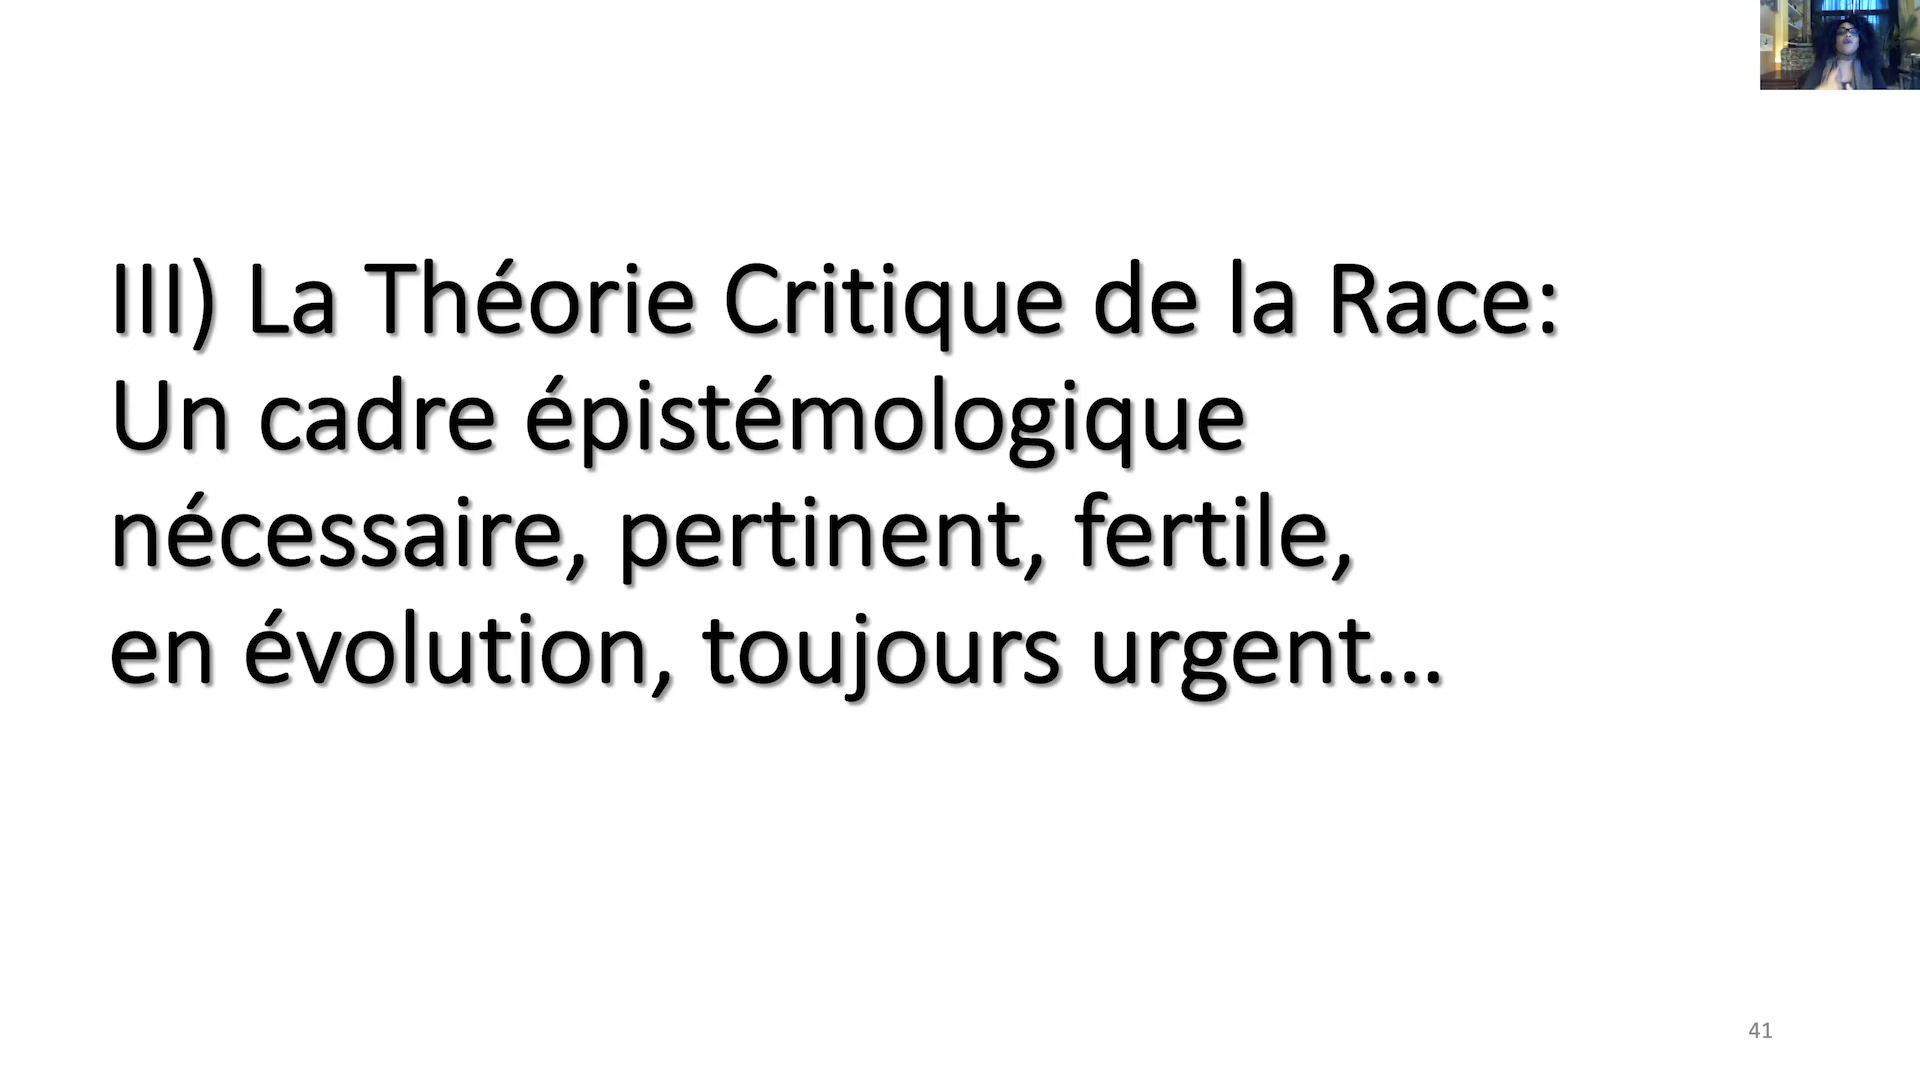 III) La Théorie Critique de la Race:
Un cadre épistémologique
nécessaire, pertinent, fertile,
en évolution, toujours urgent...
41